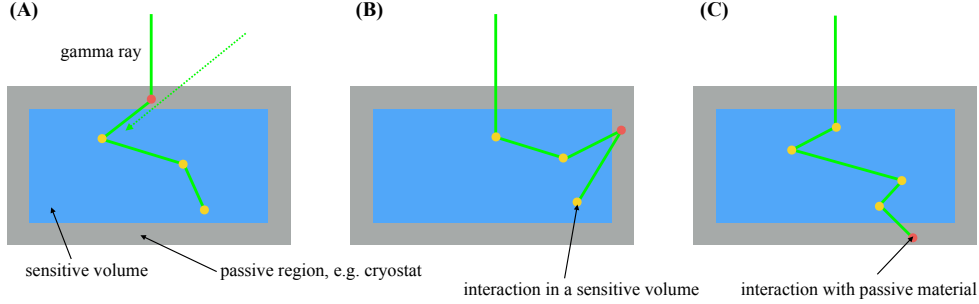 (A)
(B)
(C)
gamma ray
sensitive volume
passive region, e.g. cryostat
interaction in a sensitive volume
interaction with passive material